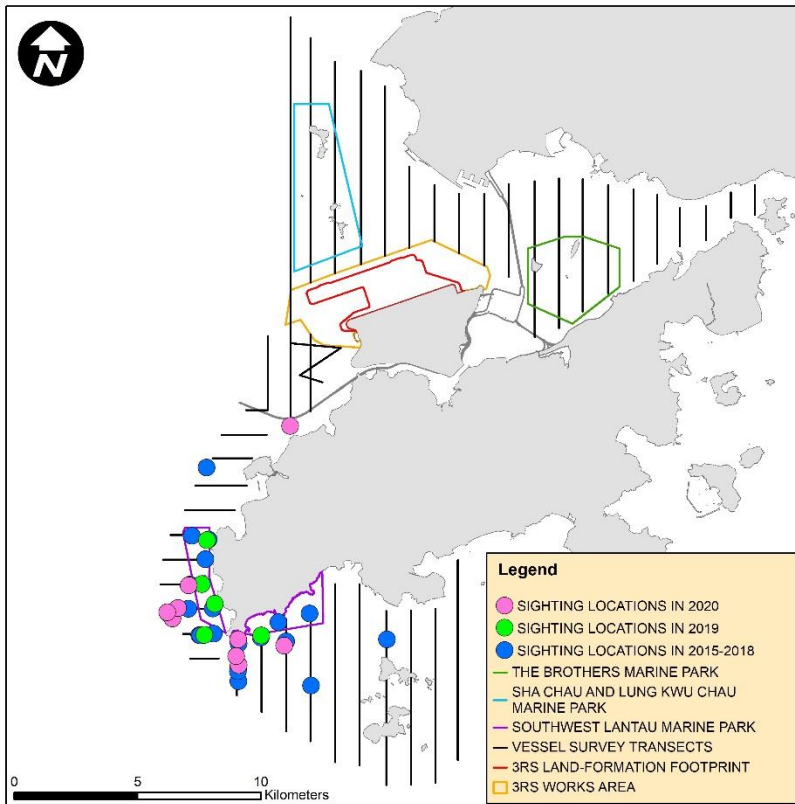 N
Legend
SIGHTING LOCATIONS IN 2020
SIGHTING LOCATIONS IN 2019
SIGHTING LOCATIONS IN 2015-2018
THE BROTHERS MARINE PARK
SHA CHAU AND LUNG KWU CHAU
MARINE PARK
SOUTHWEST LANTAU MARINE PARK
VESSEL SURVEY TRANSECTS
3RS LAND-FORMATION FOOTPRINT
3RS WORKS AREA
0 5 10
Kilometers